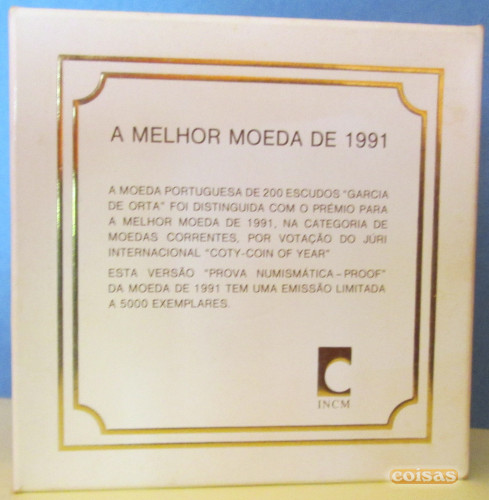 A MELHOR MOEDA DE 1991
A MOEDA PORTUGUESA DE 200 ESCUDOS "GARCIA
DE ORTA" FOI DISTINGUIDA COM O PRÉMIO PARA
A MELHOR MOEDA DE 1991, NA CATEGORIA DE
MOEDAS CORRENTES, POR VOTAÇÃO DO JÚRI
INTERNACIONAL "COTY-COIN OF YEAR"
ESTA VERSÃO "PROVA NUMISMÁTICA-PROOF"
DA MOEDA DE 1991 TEM UMA EMISSÃO LIMITADA
A 5000 EXEMPLARES.
C
INCM
coisas